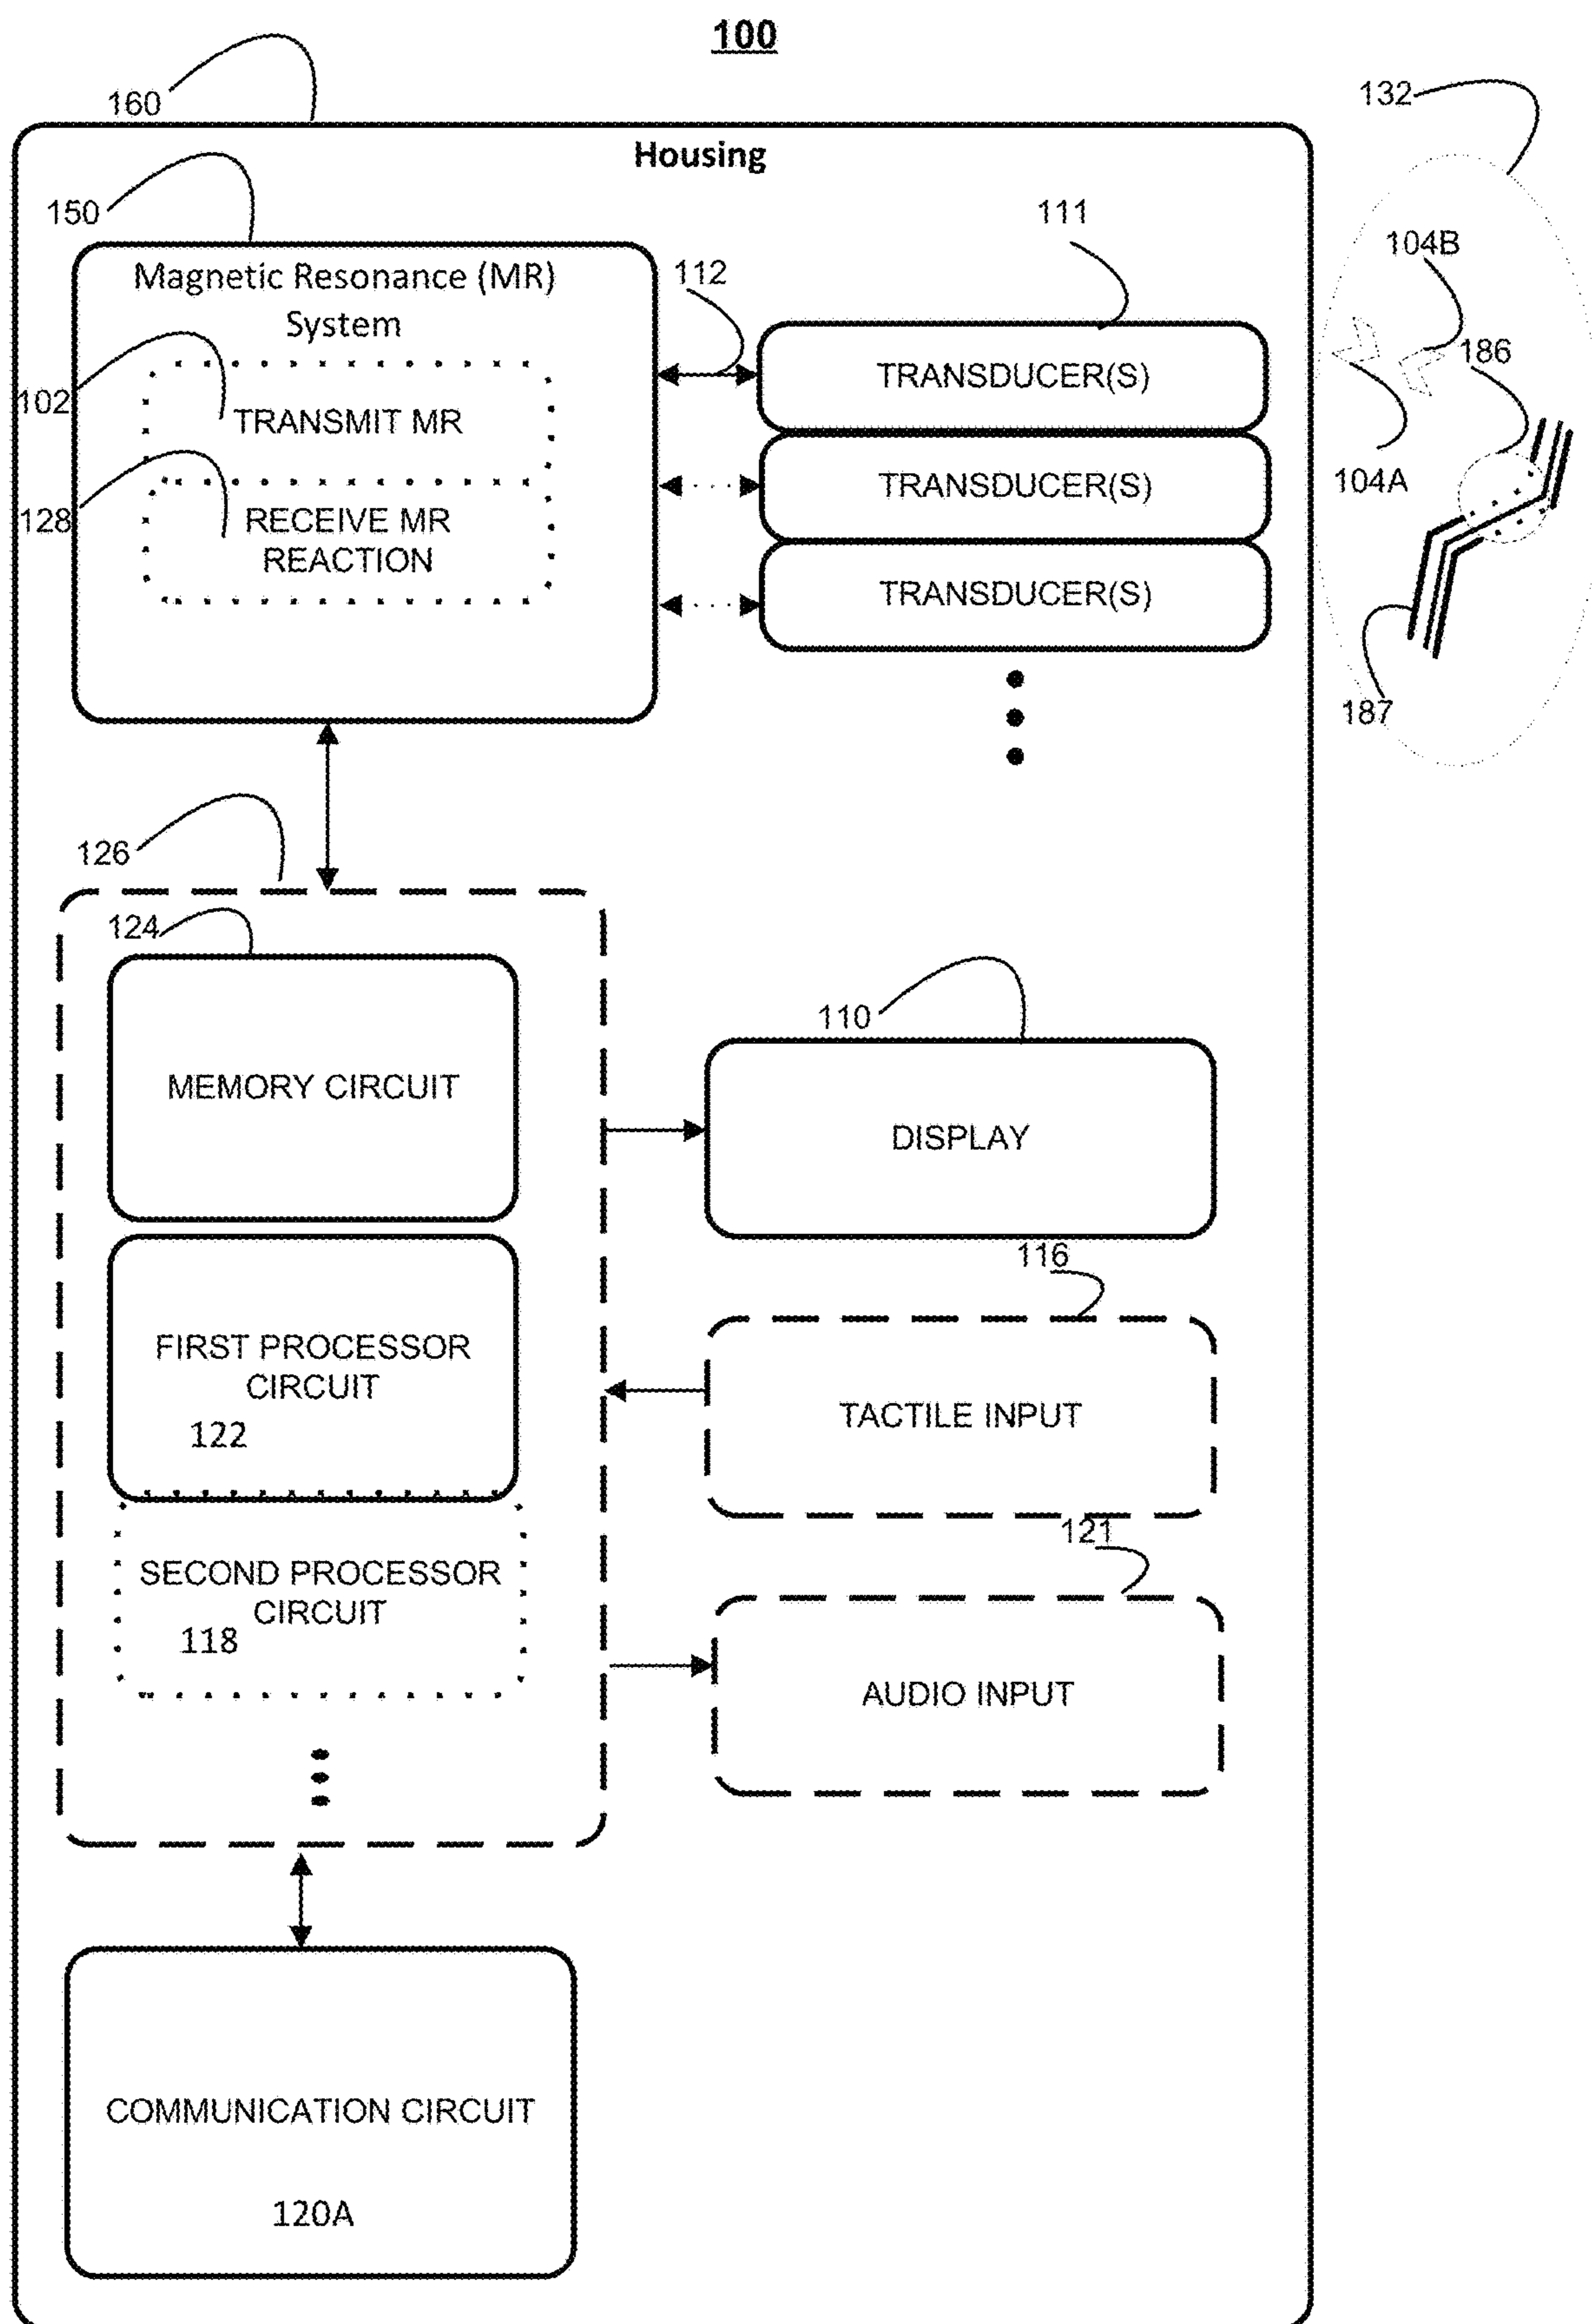 100
160
132
Housing
150
111
104B
Magnetic Resonance (MR)
System
112
186
102
TRANSMIT MR
TRANSDUCER(S)
104A
128
RECEIVE MR
REACTION
TRANSDUCER(S)
TRANSDUCER(S)
187
126
124
110
MEMORY CIRCUIT
DISPLAY
116
FIRST PROCESSOR
CIRCUIT
122
TACTILE INPUT
121
SECOND PROCESSOR
CIRCUIT
118
AUDIO INPUT
COMMUNICATION CIRCUIT
120A